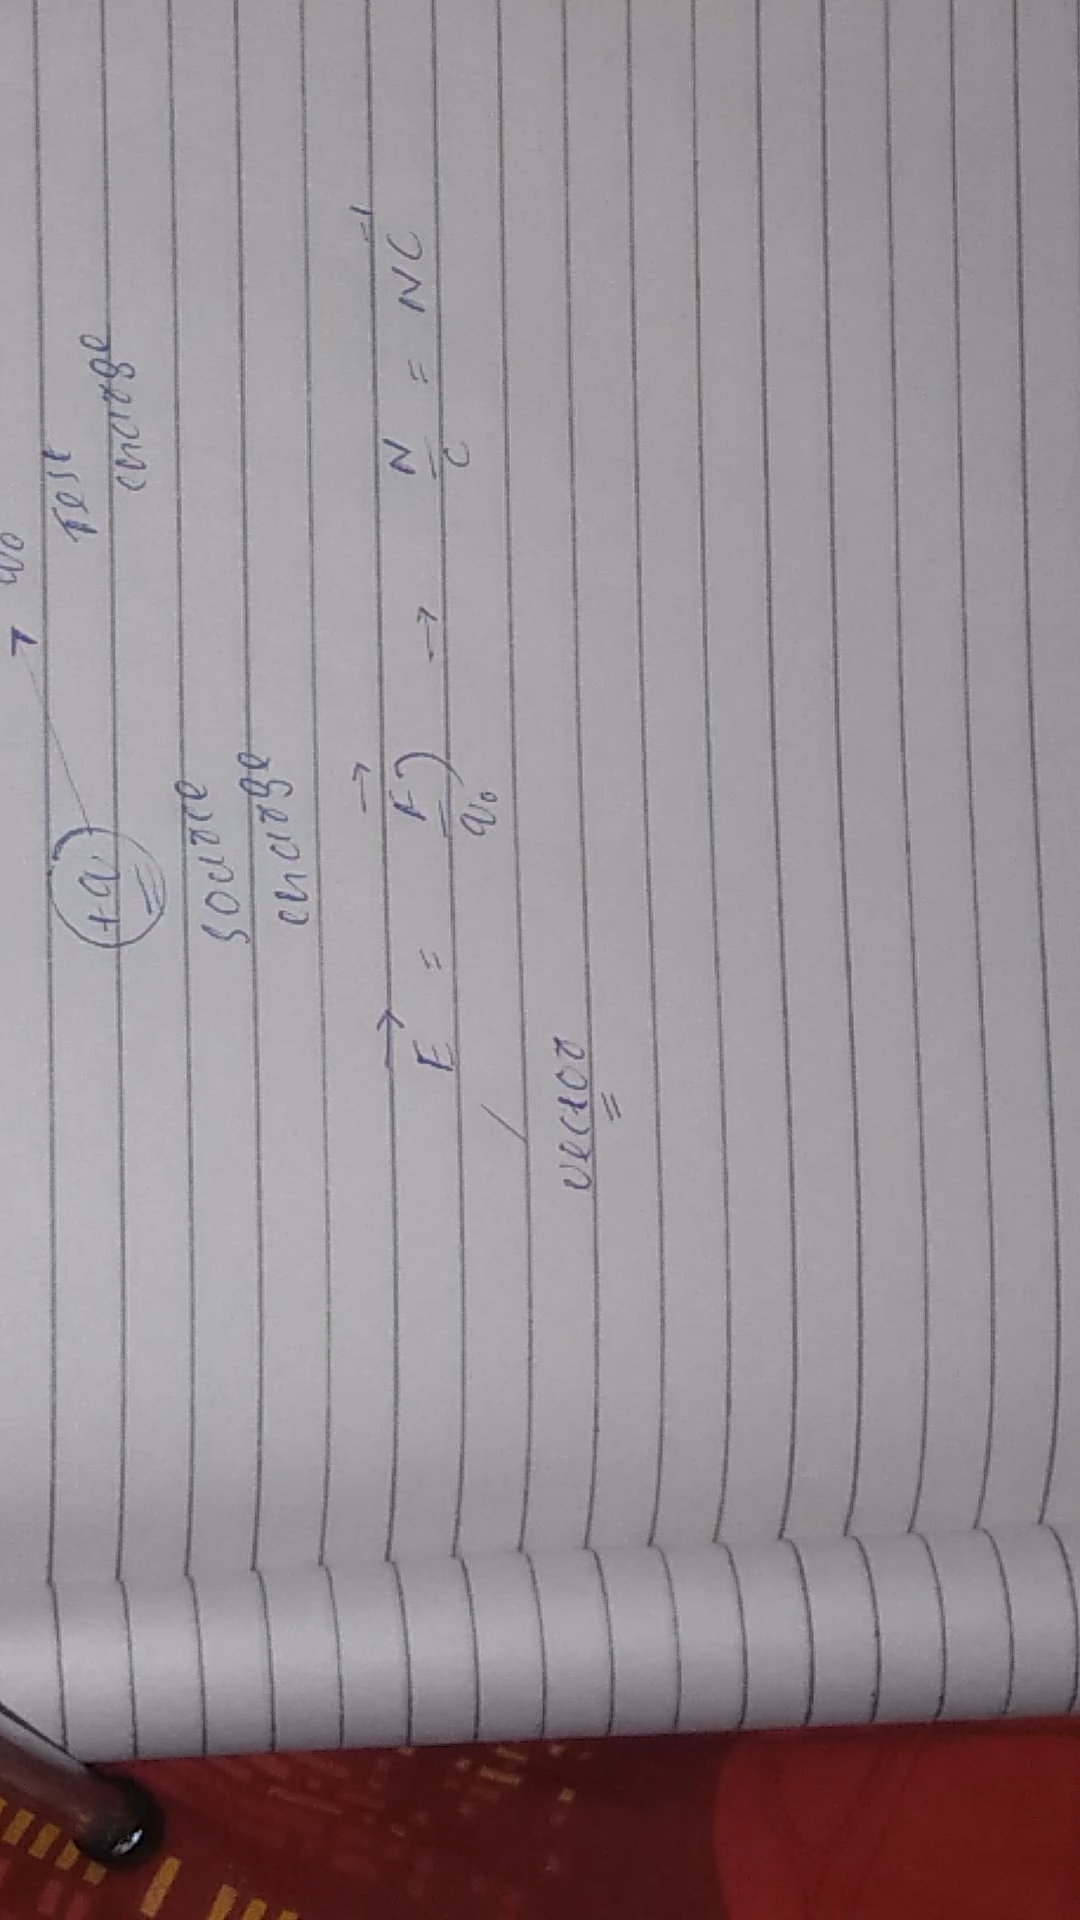 q₀
+q
Test
charge
source
charge
E⃗ = F⃗ / q₀ → N/C = NC⁻¹
vector